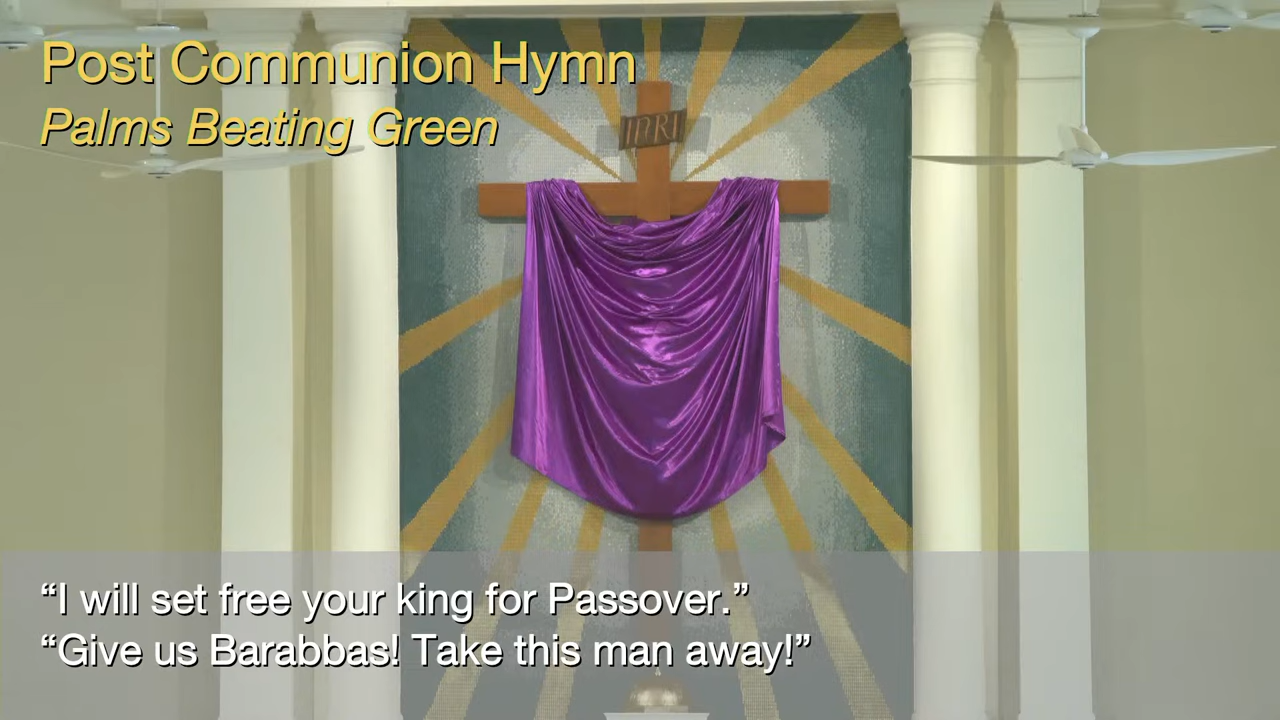 Post Communion Hymn
Palms Beating Green
INRI
“I will set free your king for Passover.”
“Give us Barabbas! Take this man away!”